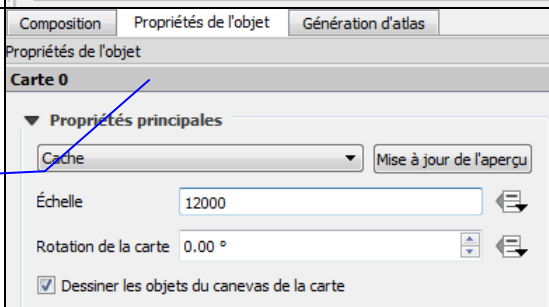 Composition Propriétés de l'objet Génération d'atlas
Propriétés de l'objet
Carte 0
Propriétés principales
Cache Mise à jour de l'aperçu
Échelle 12000
Rotation de la carte 0.00 °
Dessiner les objets du canevas de la carte